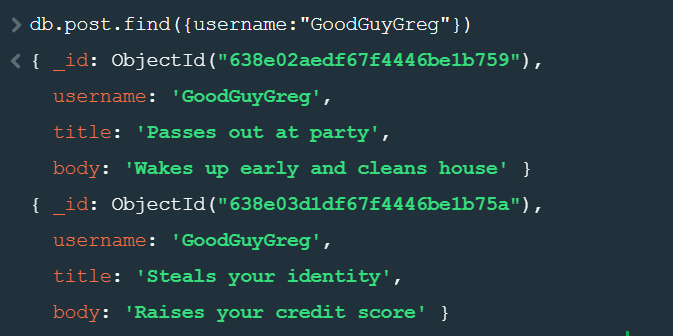 > db.post.find({username:"GoodGuyGreg"})
< { _id: ObjectId("638e02aedf67f4446be1b759"),
username: 'GoodGuyGreg',
title: 'Passes out at party',
body: 'Wakes up early and cleans house' }
{ _id: ObjectId("638e03d1df67f4446be1b75a"),
username: 'GoodGuyGreg',
title: 'Steals your identity',
body: 'Raises your credit score' }